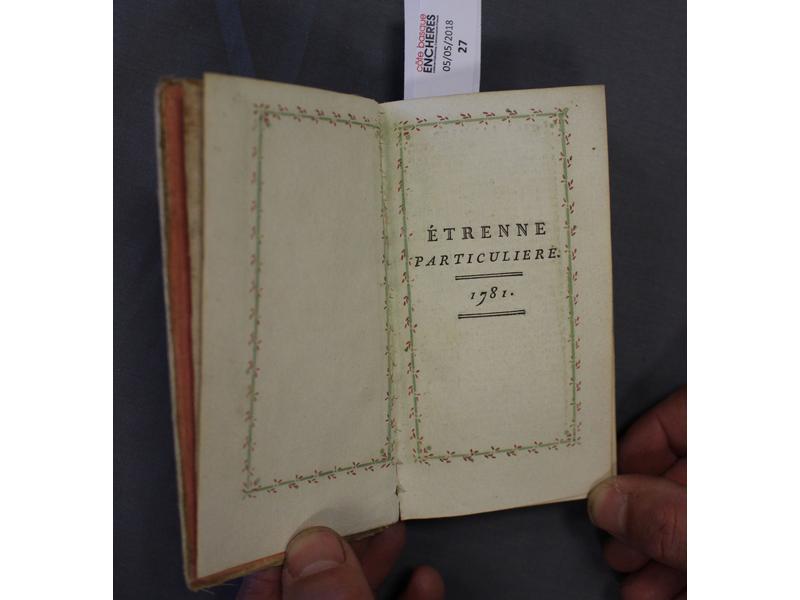 côte basque
ENCHÈRES
05/05/2018
27
ÉTRENNE
PARTICULIERE.
1781.